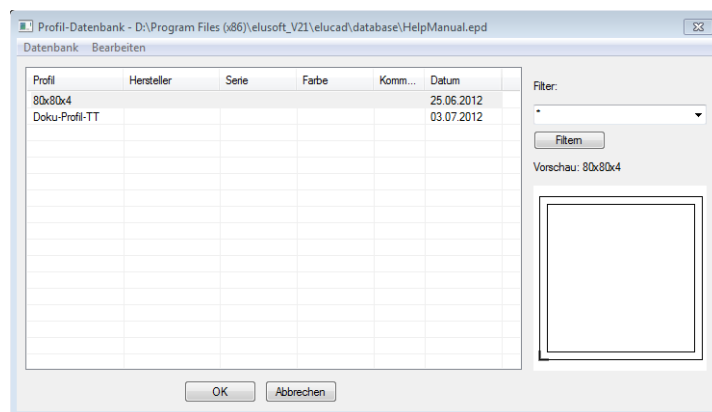 Profil-Datenbank - D:\Program Files (x86)\elusoft_V21\elucad\database\HelpManual.epd
Datenbank Bearbeiten
Profil Hersteller Serie Farbe Komm... Datum
80x80x4 25.06.2012
Doku-Profil-TT 03.07.2012
Filter:
*
Filtern
Vorschau: 80x80x4
OK Abbrechen